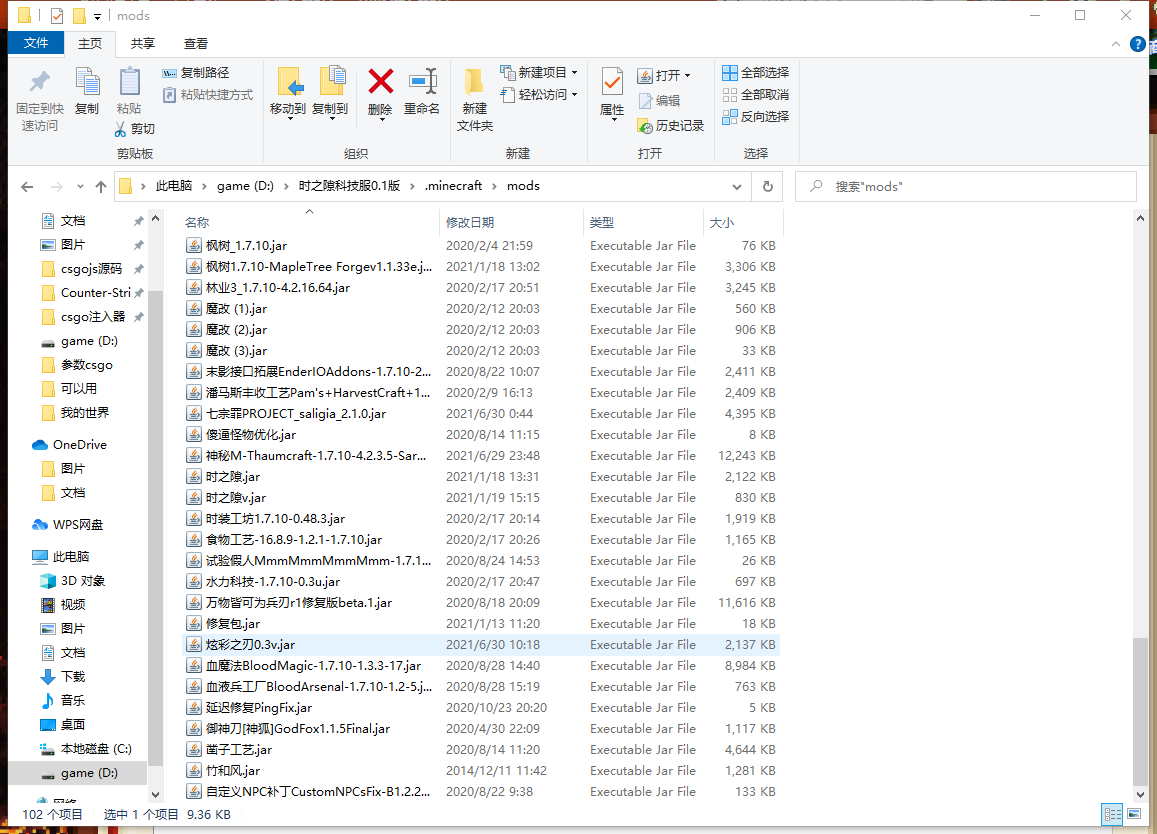 mods
文件 主页 共享 查看
固定到快速访问
复制
粘贴
复制路径
粘贴快捷方式
剪切
剪贴板
移动到
复制到
删除
重命名
组织
新建文件夹
新建项目
轻松访问
新建
属性
打开
编辑
历史记录
打开
全部选择
全部取消
反向选择
选择
此电脑 › game (D:) › 时之隙科技服0.1版 › .minecraft › mods
搜索"mods"
文档
图片
csgojs源码
Counter-Stri
csgo注入器
game (D:)
参数csgo
可以用
我的世界
OneDrive
图片
文档
WPS网盘
此电脑
3D 对象
视频
图片
文档
下载
音乐
桌面
本地磁盘 (C:)
game (D:)
网络
名称 修改日期 类型 大小
枫树_1.7.10.jar 2020/2/4 21:59 Executable Jar File 76 KB
枫树1.7.10-MapleTree Forgev1.1.33e.j... 2021/1/18 13:02 Executable Jar File 3,306 KB
林业3_1.7.10-4.2.16.64.jar 2020/2/17 20:51 Executable Jar File 3,245 KB
魔改 (1).jar 2020/2/12 20:03 Executable Jar File 560 KB
魔改 (2).jar 2020/2/12 20:03 Executable Jar File 906 KB
魔改 (3).jar 2020/2/12 20:03 Executable Jar File 33 KB
末影接口拓展EnderIOAddons-1.7.10-2... 2020/8/22 10:07 Executable Jar File 2,411 KB
潘马斯丰收工艺Pam's+HarvestCraft+1... 2020/2/9 16:13 Executable Jar File 2,409 KB
七宗罪PROJECT_saligia_2.1.0.jar 2021/6/30 0:44 Executable Jar File 4,395 KB
傻逼怪物优化.jar 2020/8/14 11:15 Executable Jar File 8 KB
神秘M-Thaumcraft-1.7.10-4.2.3.5-Sar... 2021/6/29 23:48 Executable Jar File 12,243 KB
时之隙.jar 2021/1/18 13:31 Executable Jar File 2,122 KB
时之隙v.jar 2021/1/19 15:15 Executable Jar File 830 KB
时装工坊1.7.10-0.48.3.jar 2020/2/17 20:14 Executable Jar File 1,919 KB
食物工艺-16.8.9-1.2.1-1.7.10.jar 2020/2/17 20:26 Executable Jar File 1,165 KB
试验假人MmmMmmMmmMmm-1.7.1... 2020/8/24 14:53 Executable Jar File 26 KB
水力科技-1.7.10-0.3u.jar 2020/2/17 20:47 Executable Jar File 697 KB
万物皆可为兵刃r1修复版beta.1.jar 2020/8/18 20:09 Executable Jar File 11,616 KB
修复包.jar 2021/1/13 11:20 Executable Jar File 18 KB
炫彩之刃0.3v.jar 2021/6/30 10:18 Executable Jar File 2,137 KB
血魔法BloodMagic-1.7.10-1.3.3-17.jar 2020/8/28 14:40 Executable Jar File 8,984 KB
血液兵工厂BloodArsenal-1.7.10-1.2-5.j... 2020/8/28 15:19 Executable Jar File 763 KB
延迟修复PingFix.jar 2020/10/23 20:20 Executable Jar File 5 KB
御神刀[神狐]GodFox1.1.5Final.jar 2020/4/30 22:09 Executable Jar File 1,117 KB
凿子工艺.jar 2020/8/14 11:20 Executable Jar File 4,644 KB
竹和风.jar 2014/12/11 11:42 Executable Jar File 1,281 KB
自定义NPC补丁CustomNPCsFix-B1.2.2... 2020/8/22 9:38 Executable Jar File 133 KB
102 个项目 选中 1 个项目 9.36 KB